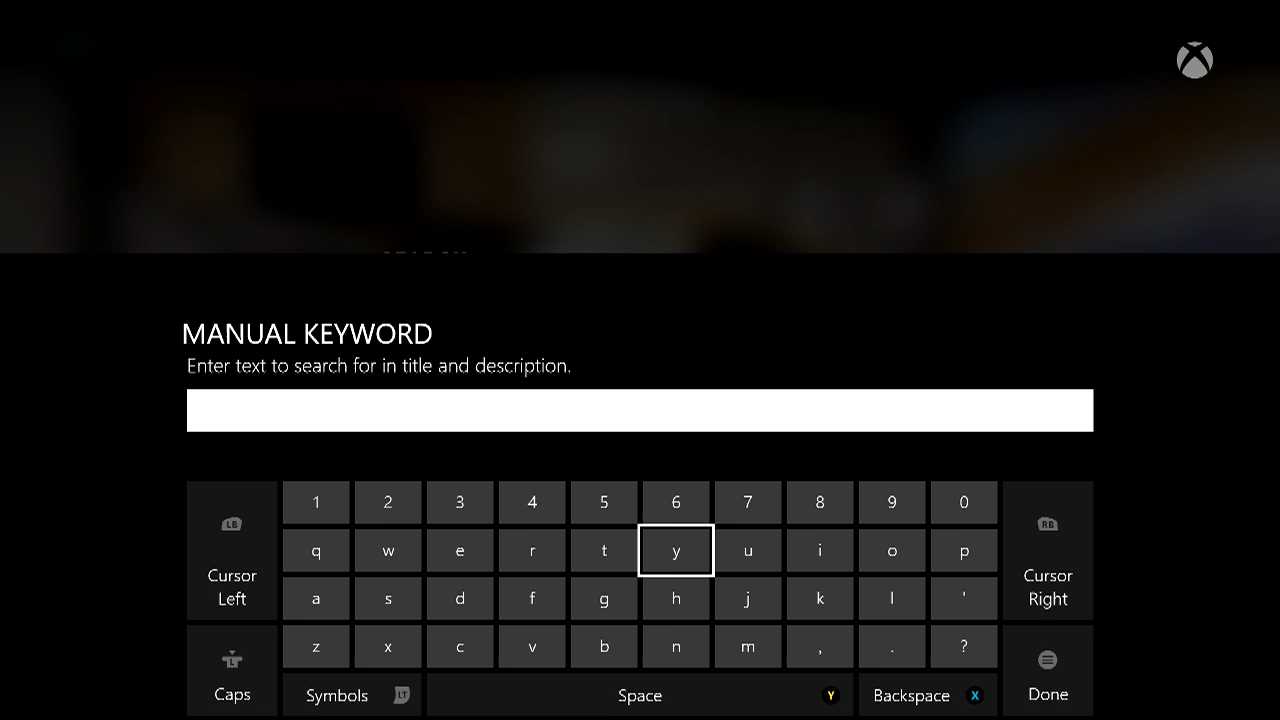 MANUAL KEYWORD
Enter text to search for in title and description.
LB
Cursor
Left
1 2 3 4 5 6 7 8 9 0
RB
Cursor
Right
q w e r t y u i o p
a s d f g h j k l '
z x c v b n m , . ?
L
Caps
Symbols LT
Space Y
Backspace X
Done